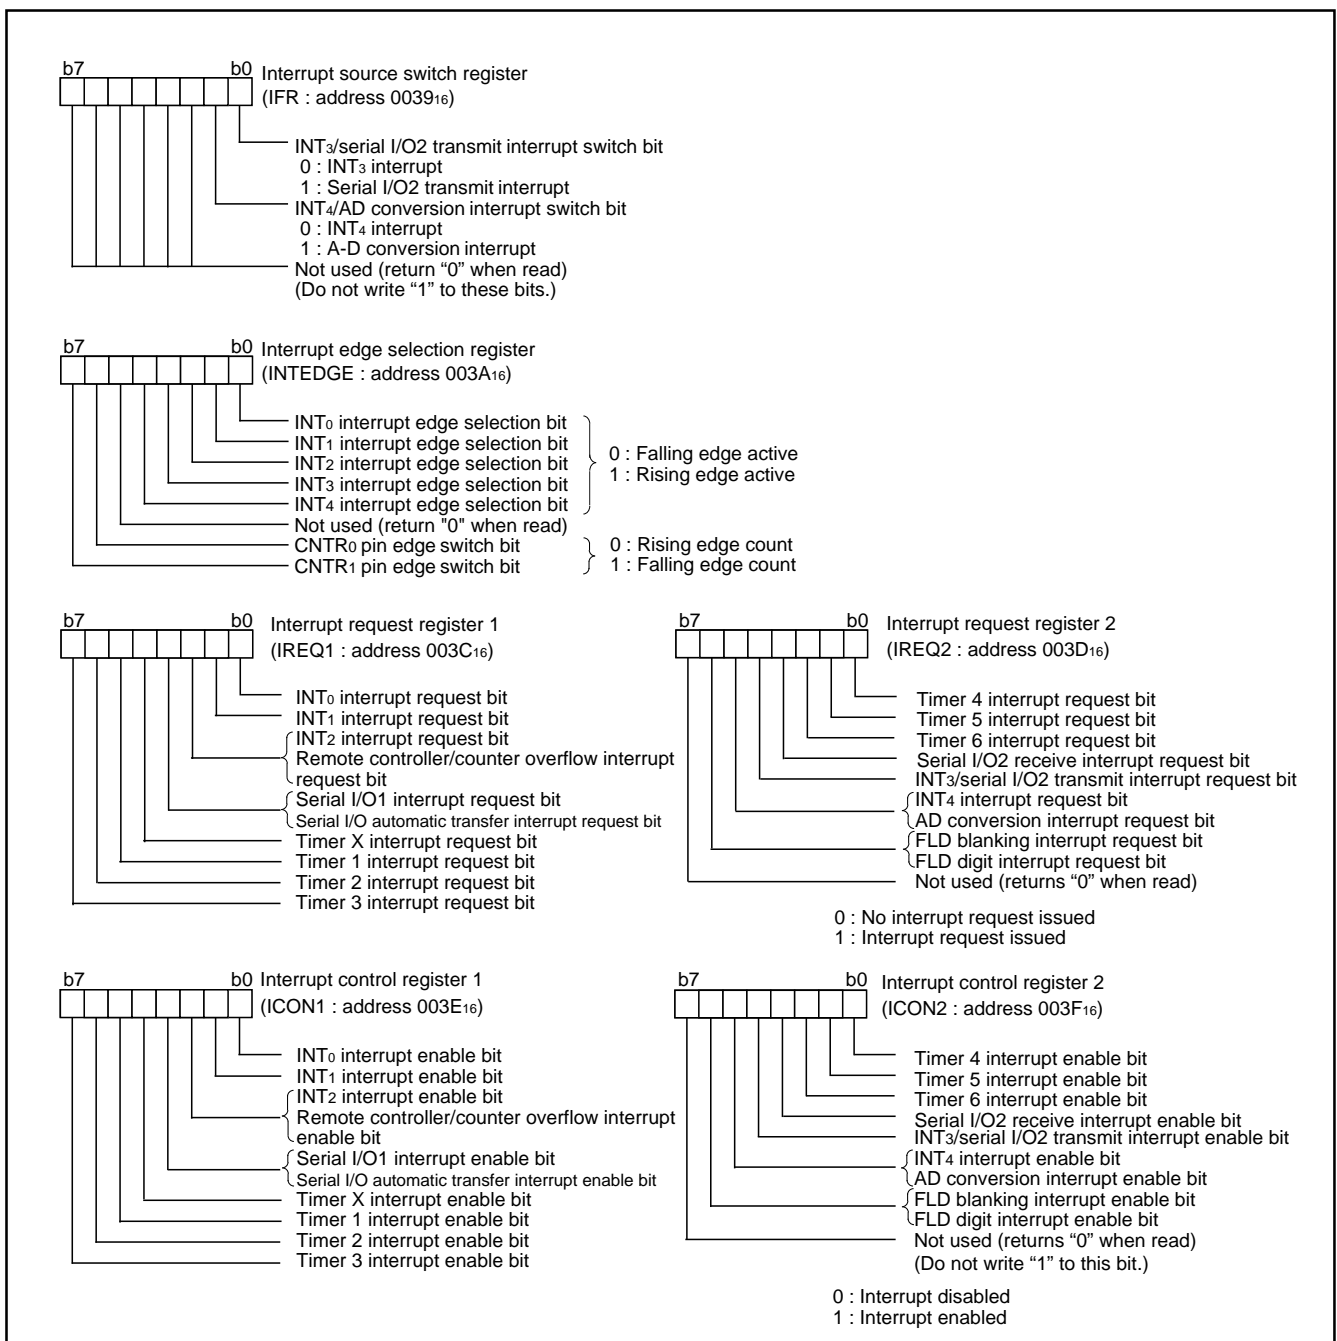 b7 b0 Interrupt source switch register
(IFR : address 0039₁₆)
INT₃/serial I/O2 transmit interrupt switch bit
0 : INT₃ interrupt
1 : Serial I/O2 transmit interrupt
INT₄/AD conversion interrupt switch bit
0 : INT₄ interrupt
1 : A-D conversion interrupt
Not used (return “0” when read)
(Do not write “1” to these bits.)
b7 b0 Interrupt edge selection register
(INTEDGE : address 003A₁₆)
INT₀ interrupt edge selection bit
INT₁ interrupt edge selection bit
INT₂ interrupt edge selection bit
INT₃ interrupt edge selection bit
INT₄ interrupt edge selection bit
0 : Falling edge active
1 : Rising edge active
Not used (return "0" when read)
CNTR₀ pin edge switch bit
CNTR₁ pin edge switch bit
0 : Rising edge count
1 : Falling edge count
b7 b0 Interrupt request register 1
(IREQ1 : address 003C₁₆)
INT₀ interrupt request bit
INT₁ interrupt request bit
INT₂ interrupt request bit
Remote controller/counter overflow interrupt
request bit
Serial I/O1 interrupt request bit
Serial I/O automatic transfer interrupt request bit
Timer X interrupt request bit
Timer 1 interrupt request bit
Timer 2 interrupt request bit
Timer 3 interrupt request bit
b7 b0 Interrupt request register 2
(IREQ2 : address 003D₁₆)
Timer 4 interrupt request bit
Timer 5 interrupt request bit
Timer 6 interrupt request bit
Serial I/O2 receive interrupt request bit
INT₃/serial I/O2 transmit interrupt request bit
INT₄ interrupt request bit
AD conversion interrupt request bit
FLD blanking interrupt request bit
FLD digit interrupt request bit
Not used (returns “0” when read)
0 : No interrupt request issued
1 : Interrupt request issued
b7 b0 Interrupt control register 1
(ICON1 : address 003E₁₆)
INT₀ interrupt enable bit
INT₁ interrupt enable bit
INT₂ interrupt enable bit
Remote controller/counter overflow interrupt
enable bit
Serial I/O1 interrupt enable bit
Serial I/O automatic transfer interrupt enable bit
Timer X interrupt enable bit
Timer 1 interrupt enable bit
Timer 2 interrupt enable bit
Timer 3 interrupt enable bit
b7 b0 Interrupt control register 2
(ICON2 : address 003F₁₆)
Timer 4 interrupt enable bit
Timer 5 interrupt enable bit
Timer 6 interrupt enable bit
Serial I/O2 receive interrupt enable bit
INT₃/serial I/O2 transmit interrupt enable bit
INT₄ interrupt enable bit
AD conversion interrupt enable bit
FLD blanking interrupt enable bit
FLD digit interrupt enable bit
Not used (returns “0” when read)
(Do not write “1” to this bit.)
0 : Interrupt disabled
1 : Interrupt enabled